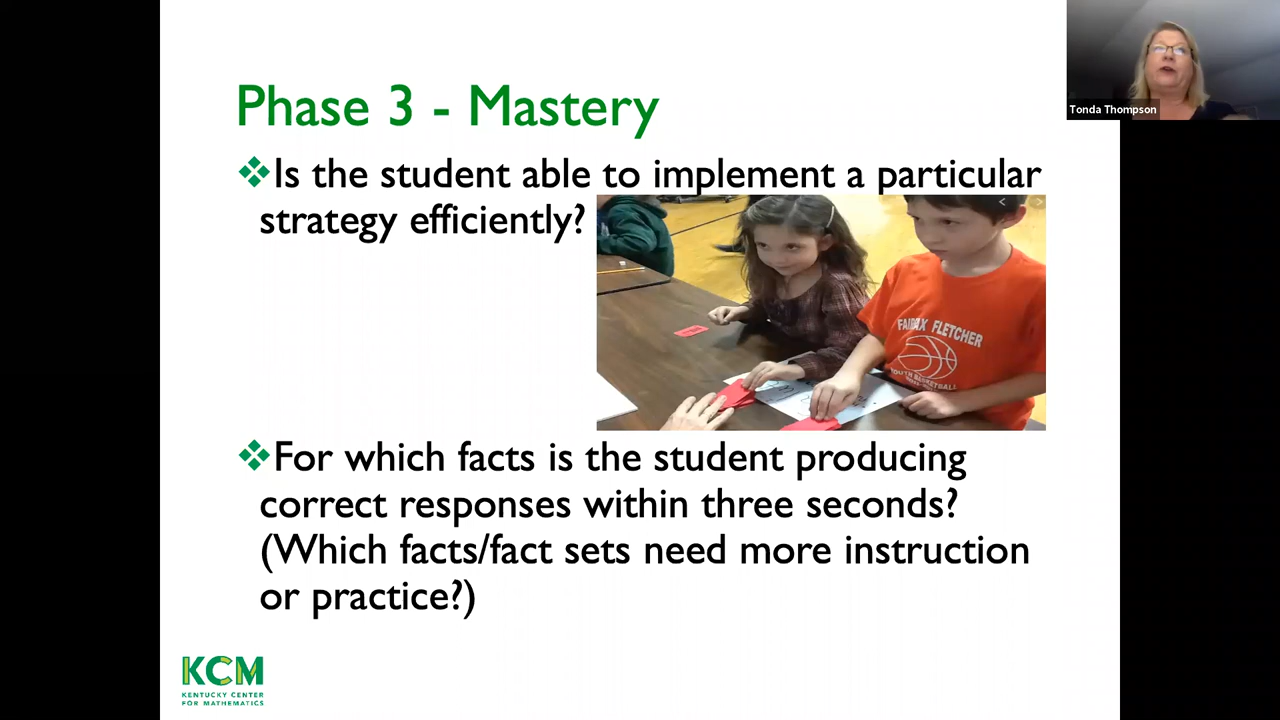 Phase 3 - Mastery
❖Is the student able to implement a particular
strategy efficiently?
FAIRFAX FLETCHER
YOUTH BASKETBALL
❖For which facts is the student producing
correct responses within three seconds?
(Which facts/fact sets need more instruction
or practice?)
KCM
KENTUCKY CENTER
FOR MATHEMATICS
Tonda Thompson